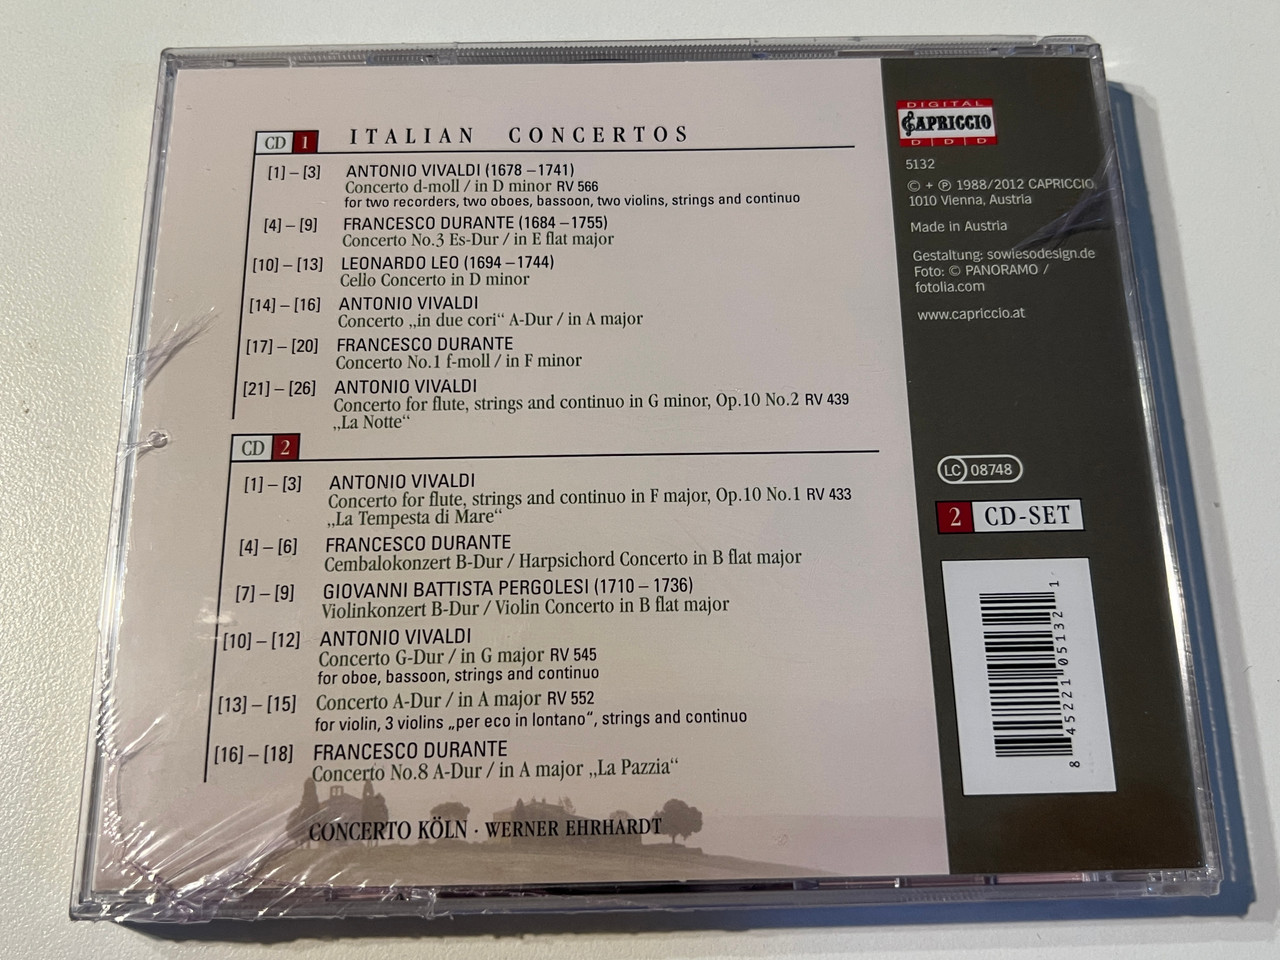 CD 1 ITALIAN CONCERTOS
[1] – [3] ANTONIO VIVALDI (1678 – 1741)
Concerto d-moll / in D minor RV 566
for two recorders, two oboes, bassoon, two violins, strings and continuo
[4] – [9] FRANCESCO DURANTE (1684 – 1755)
Concerto No.3 Es-Dur / in E flat major
[10] – [13] LEONARDO LEO (1694 – 1744)
Cello Concerto in D minor
[14] – [16] ANTONIO VIVALDI
Concerto „in due cori“ A-Dur / in A major
[17] – [20] FRANCESCO DURANTE
Concerto No.1 f-moll / in F minor
[21] – [26] ANTONIO VIVALDI
Concerto for flute, strings and continuo in G minor, Op.10 No.2 RV 439
„La Notte“
CD 2
[1] – [3] ANTONIO VIVALDI
Concerto for flute, strings and continuo in F major, Op.10 No.1 RV 433
„La Tempesta di Mare“
[4] – [6] FRANCESCO DURANTE
Cembalokonzert B-Dur / Harpsichord Concerto in B flat major
[7] – [9] GIOVANNI BATTISTA PERGOLESI (1710 – 1736)
Violinkonzert B-Dur / Violin Concerto in B flat major
[10] – [12] ANTONIO VIVALDI
Concerto G-Dur / in G major RV 545
for oboe, bassoon, strings and continuo
[13] – [15] Concerto A-Dur / in A major RV 552
for violin, 3 violins „per eco in lontano“, strings and continuo
[16] – [18] FRANCESCO DURANTE
Concerto No.8 A-Dur / in A major „La Pazzia“
CONCERTO KÖLN · WERNER EHRHARDT
DIGITAL
CAPRICCIO
D D D
5132
© + ℗ 1988/2012 CAPRICCIO,
1010 Vienna, Austria
Made in Austria
Gestaltung: sowiesodesign.de
Foto: © PANORAMO /
fotolia.com
www.capriccio.at
LC 08748
2 CD-SET
8 45221 05132 1